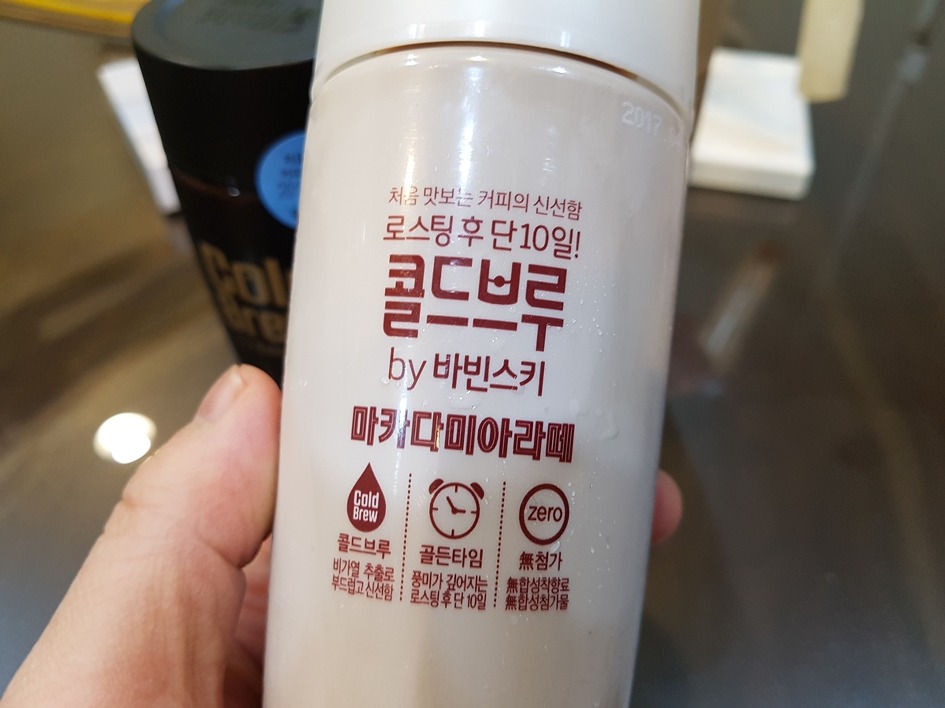 2017
처음 맛보는 커피의 신선함
로스팅 후 단 10일!
콜드브루
by 바빈스키
마카다미아라떼
Cold
Brew
콜드브루
비가열 추출로
부드럽고 신선함
골든타임
풍미가 깊어지는
로스팅 후 단 10일
zero
無첨가
無합성착향료
無합성첨가물
Cold
Brew